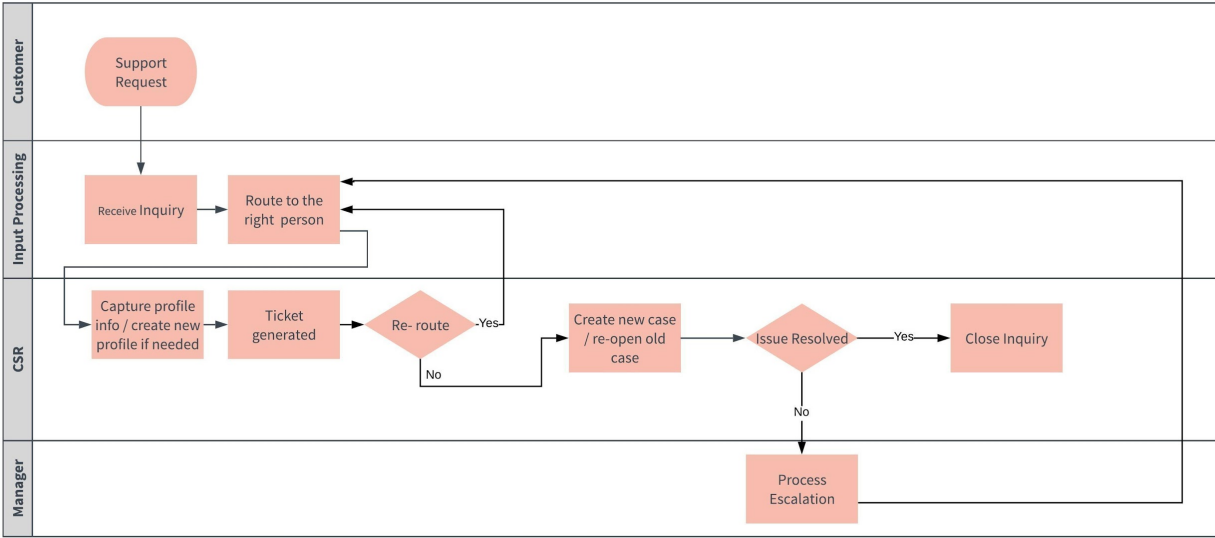 Customer
Support
Request
Input Processing
Receive Inquiry
Route to the
right person
CSR
Capture profile
info / create new
profile if needed
Ticket
generated
Re- route
Yes
No
Create new case
/ re-open old
case
Issue Resolved
Yes
No
Close Inquiry
Manager
Process
Escalation